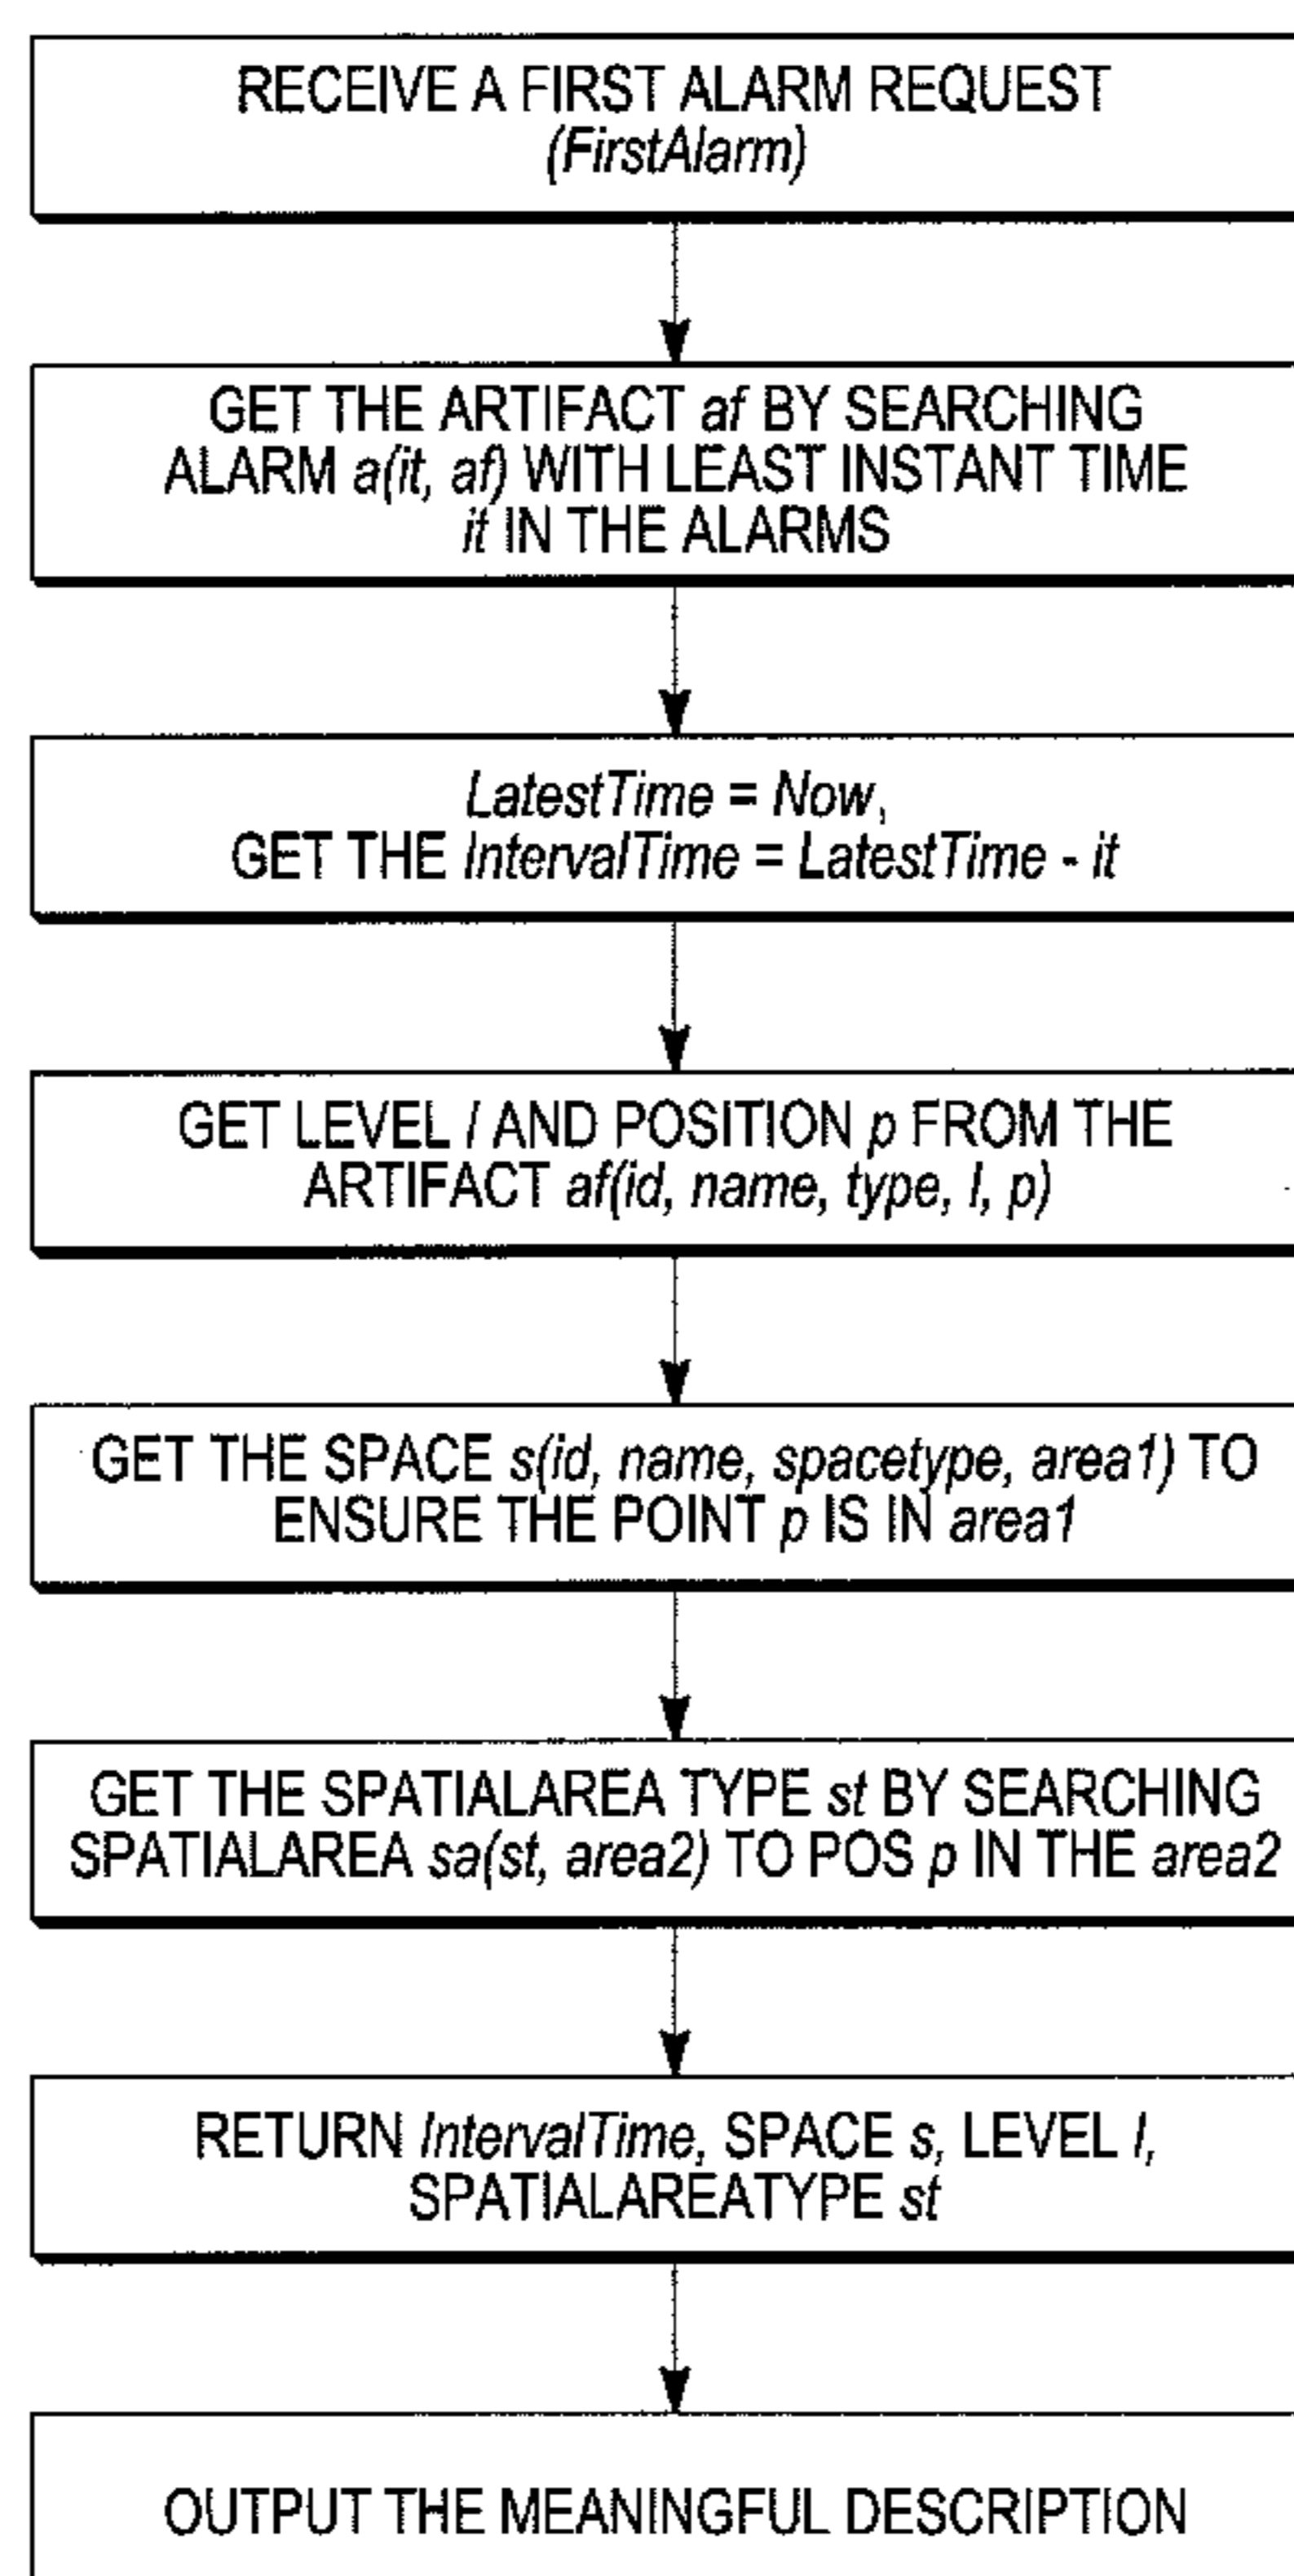 RECEIVE A FIRST ALARM REQUEST
(FirstAlarm)
GET THE ARTIFACT af BY SEARCHING
ALARM a(it, af) WITH LEAST INSTANT TIME
it IN THE ALARMS
LatestTime = Now,
GET THE IntervalTime = LatestTime - it
GET LEVEL l AND POSITION p FROM THE
ARTIFACT af(id, name, type, l, p)
GET THE SPACE s(id, name, spacetype, area1) TO
ENSURE THE POINT p IS IN area1
GET THE SPATIALAREA TYPE st BY SEARCHING
SPATIALAREA sa(st, area2) TO POS p IN THE area2
RETURN IntervalTime, SPACE s, LEVEL l,
SPATIALAREATYPE st
OUTPUT THE MEANINGFUL DESCRIPTION